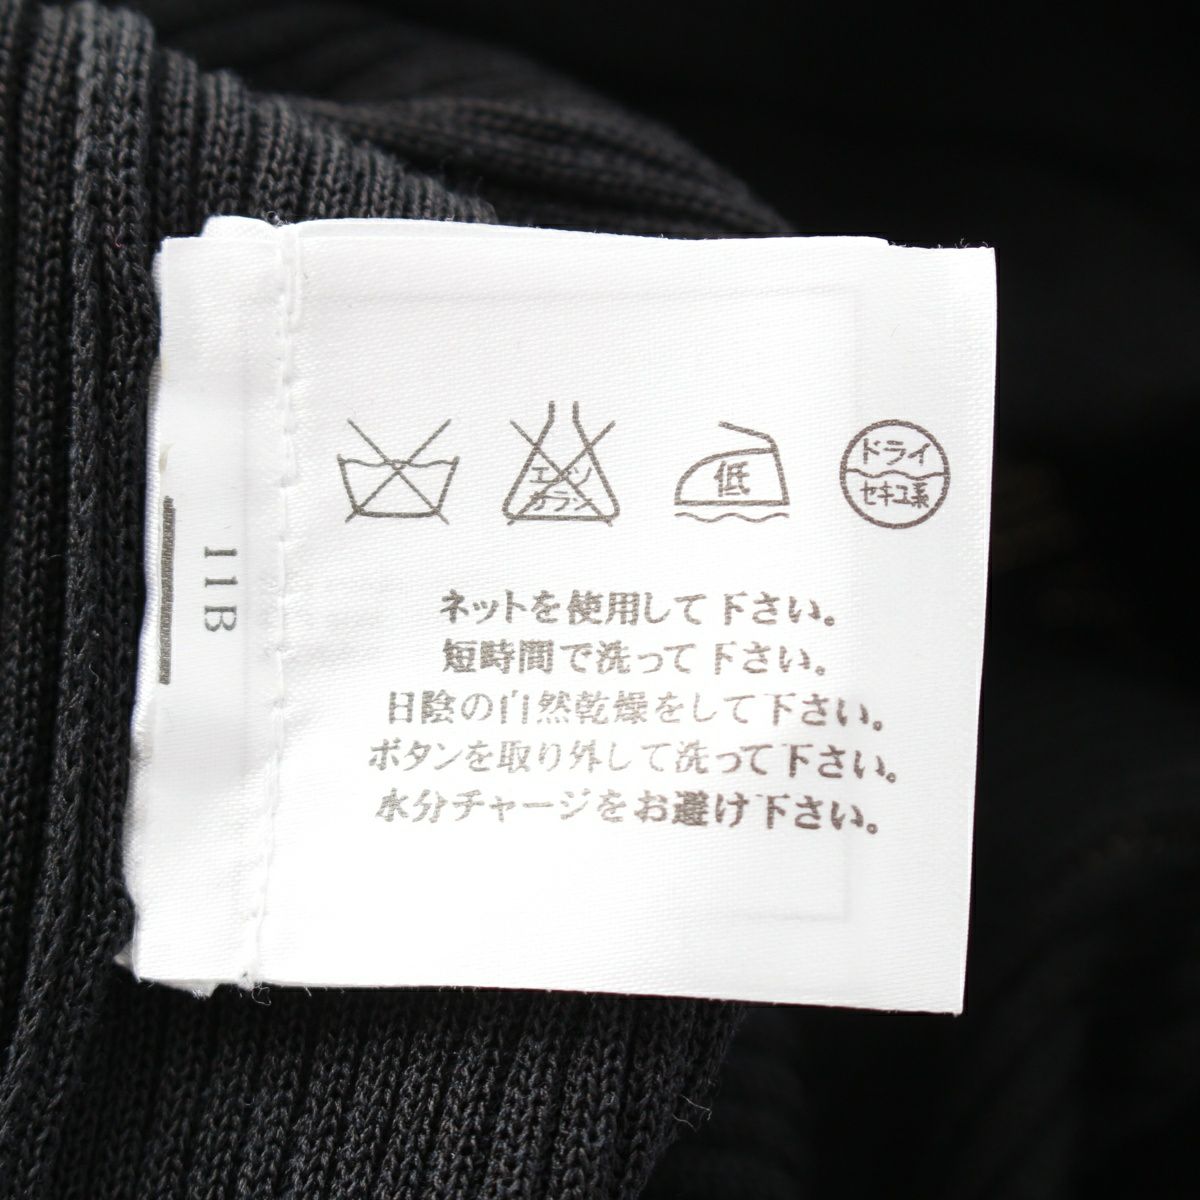 エンソ
サラシ
低
ドライ
セキユ系
11B
ネットを使用して下さい。
短時間で洗って下さい。
日陰の自然乾燥をして下さい。
ボタンを取り外して洗って下さい。
水分チャージをお避け下さい。